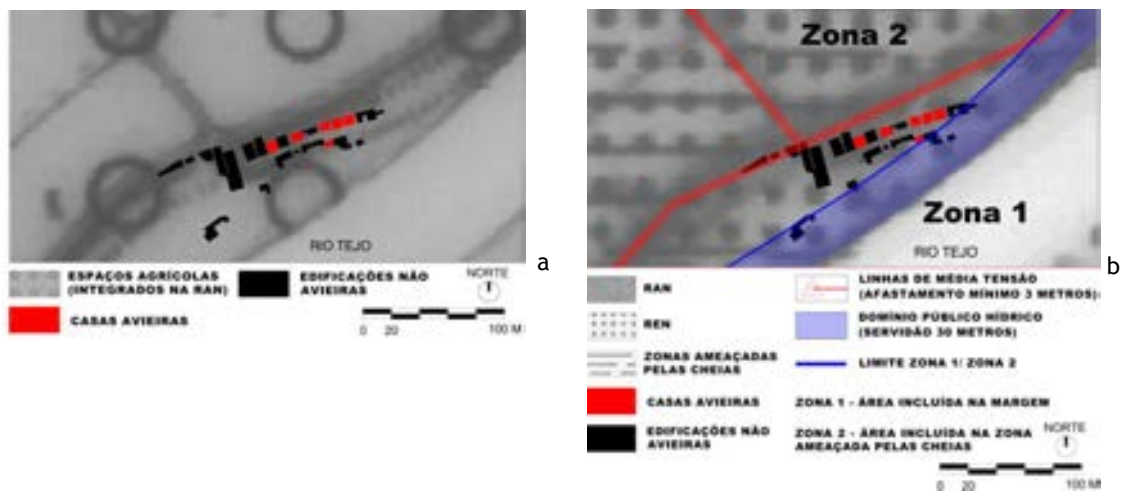 RIO TEJO
a
ESPAÇOS AGRÍCOLAS
(INTEGRADOS NA RAN)
EDIFICAÇÕES NÃO
AVIEIRAS
NORTE
CASAS AVIEIRAS
0 20 100 M
Zona 2
Zona 1
RIO TEJO
b
RAN
LINHAS DE MÉDIA TENSÃO
(AFASTAMENTO MÍNIMO 3 METROS)
REN
DOMÍNIO PÚBLICO HÍDRICO
(SERVIDÃO 30 METROS)
ZONAS AMEAÇADAS
PELAS CHEIAS
LIMITE ZONA 1/ ZONA 2
CASAS AVIEIRAS
ZONA 1 - ÁREA INCLUÍDA NA MARGEM
EDIFICAÇÕES NÃO
AVIEIRAS
ZONA 2 - ÁREA INCLUÍDA NA ZONA
AMEAÇADA PELAS CHEIAS
NORTE
0 20 100 M